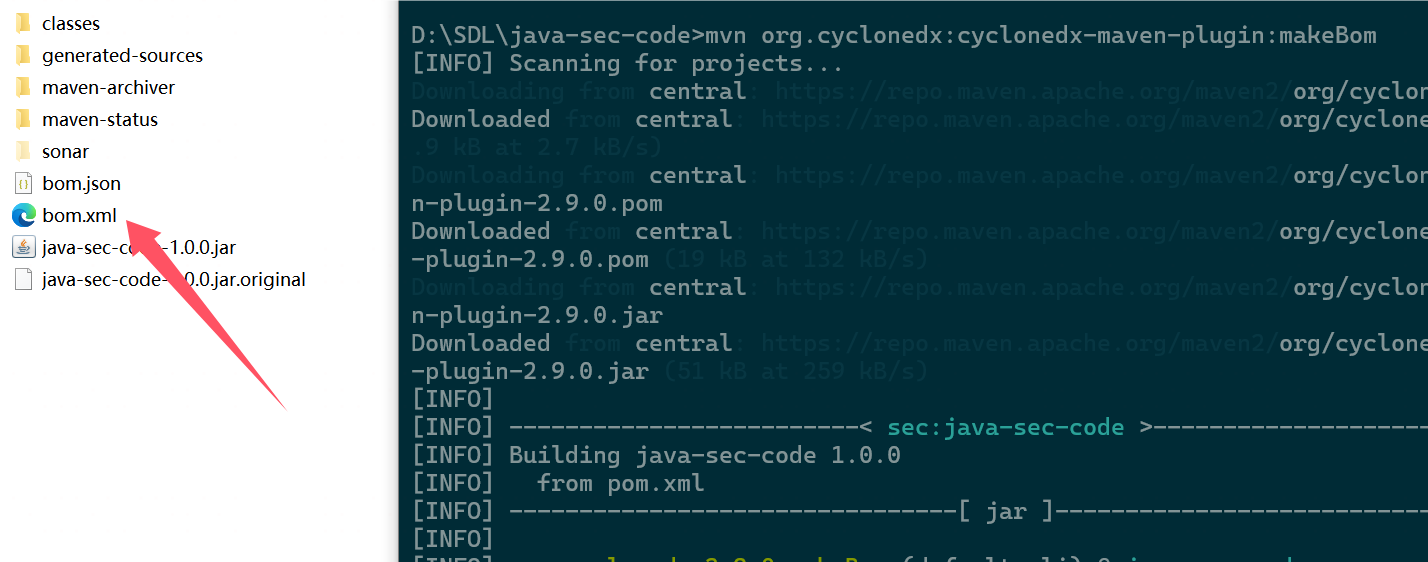 classes
generated-sources
maven-archiver
maven-status
sonar
bom.json
bom.xml
java-sec-code-1.0.0.jar
java-sec-code- .0.0.jar.original
D:\SDL\java-sec-code>mvn org.cyclonedx:cyclonedx-maven-plugin:makeBom
[INFO] Scanning for projects...
Downloading from central: https://repo.maven.apache.org/maven2/org/cyclon
Downloaded from central: https://repo.maven.apache.org/maven2/org/cyclone
.9 kB at 2.7 kB/s)
Downloading from central: https://repo.maven.apache.org/maven2/org/cyclon
n-plugin-2.9.0.pom
Downloaded from central: https://repo.maven.apache.org/maven2/org/cyclone
-plugin-2.9.0.pom (19 kB at 132 kB/s)
Downloading from central: https://repo.maven.apache.org/maven2/org/cyclon
n-plugin-2.9.0.jar
Downloaded from central: https://repo.maven.apache.org/maven2/org/cyclone
-plugin-2.9.0.jar (51 kB at 259 kB/s)
[INFO]
[INFO] -------------------------< sec:java-sec-code >--------------------
[INFO] Building java-sec-code 1.0.0
[INFO]   from pom.xml
[INFO] --------------------------------[ jar ]---------------------------
[INFO]